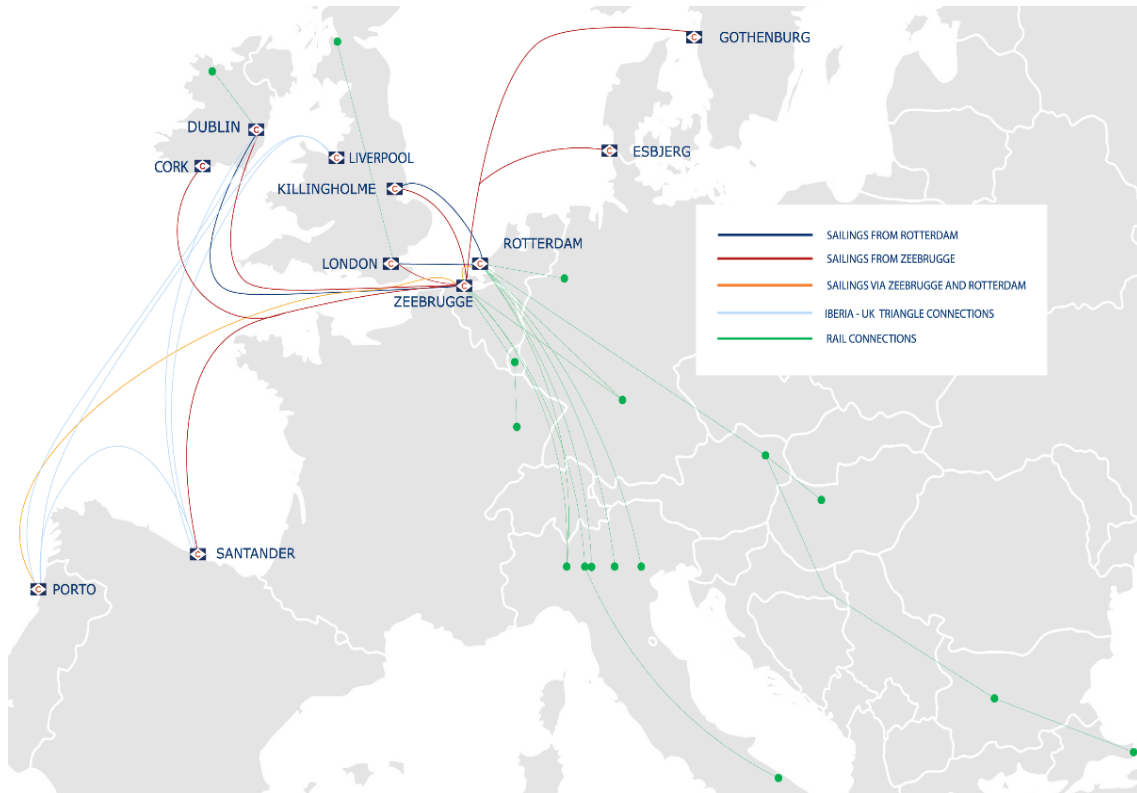 GOTHENBURG
DUBLIN
ESBJERG
CORK
LIVERPOOL
KILLINGHOLME
ROTTERDAM
LONDON
ZEEBRUGGE
SAILINGS FROM ROTTERDAM
SAILINGS FROM ZEEBRUGGE
SAILINGS VIA ZEEBRUGGE AND ROTTERDAM
IBERIA - UK TRIANGLE CONNECTIONS
RAIL CONNECTIONS
SANTANDER
PORTO